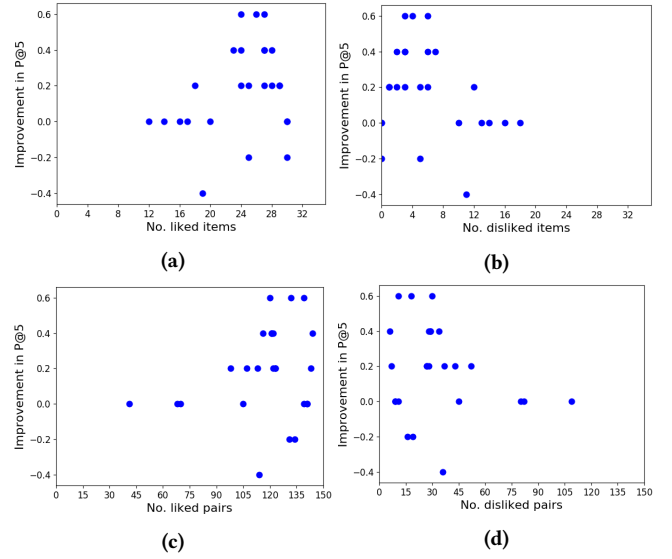 0.6
0.4
0.2
0.0
−0.2
−0.4
Improvement in P@5
0 4 8 12 16 20 24 28 32
No. liked items
(a)
0.6
0.4
0.2
0.0
−0.2
−0.4
Improvement in P@5
0 4 8 12 16 20 24 28 32
No. disliked items
(b)
0.6
0.4
0.2
0.0
−0.2
−0.4
Improvement in P@5
0 15 30 45 60 75 90 105 120 135 150
No. liked pairs
(c)
0.6
0.4
0.2
0.0
−0.2
−0.4
Improvement in P@5
0 15 30 45 60 75 90 105 120 135 150
No. disliked pairs
(d)